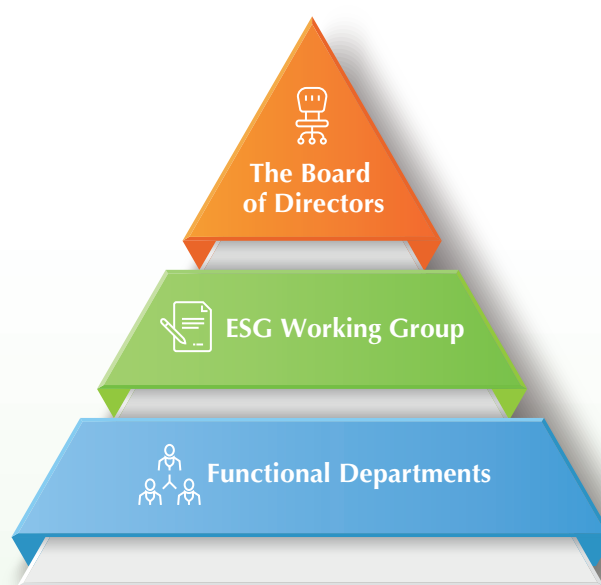 The Board
of Directors
ESG Working Group
Functional Departments